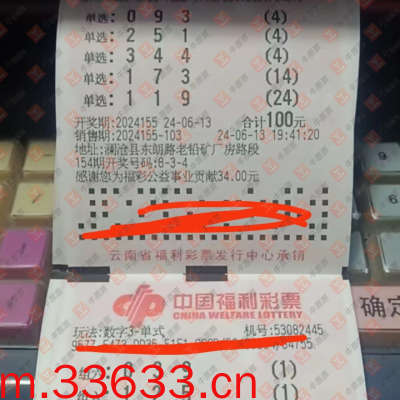 单选: 0 9 3 (4)
单选: 2 5 1 (4)
单选: 3 4 4 (4)
单选: 1 7 3 (14)
单选: 1 1 9 (24)
开奖期:2024155 24-06-13 合计100元
销售期:2024155-103 24-06-13 19:41:20
地址:澜沧县东朗路老铅矿厂房路段
154期开奖号码:8-3-4
感谢您为福彩公益事业贡献34.00元
云南省福利彩票发行中心承销
中国福利彩票
CHINA WELFARE LOTTERY
玩法:数字3-单式 机号:53082445
(1)
(1)
确定
9
6
m.33633.cn